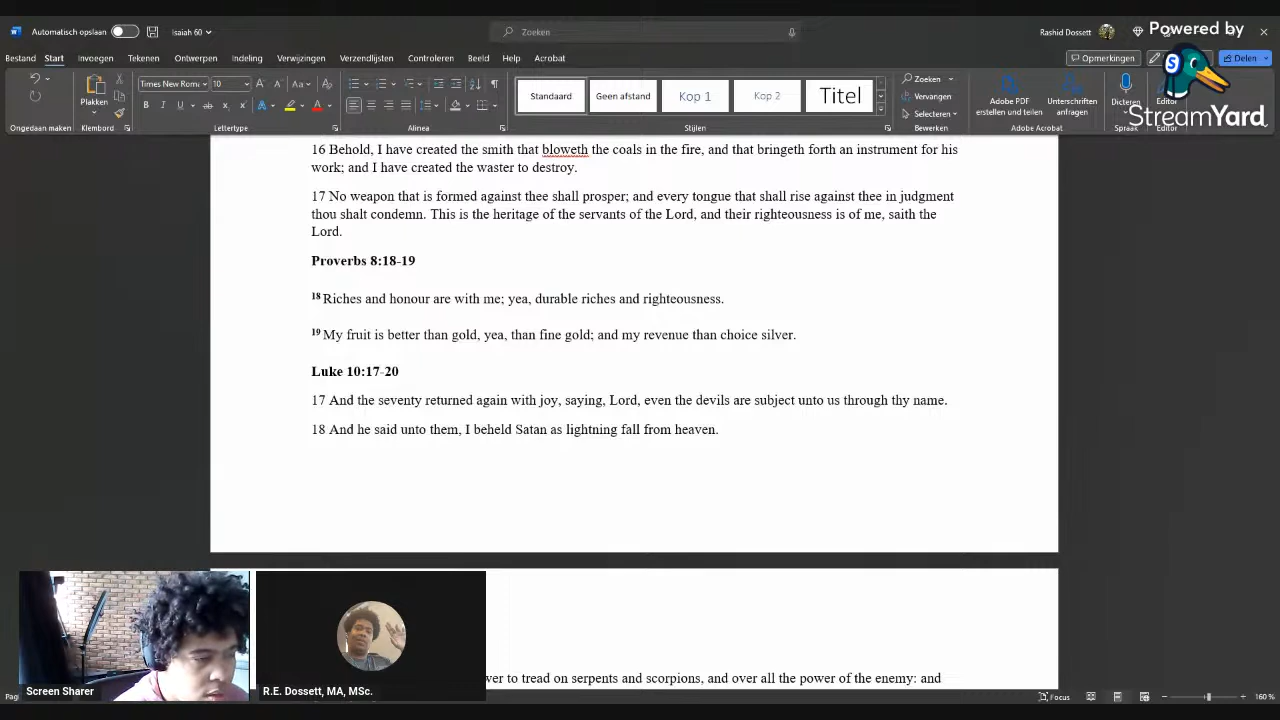 Automatisch opslaan
Isaiah 60
Zoeken
Rashid Dossett
Powered by
StreamYard
Bestand Start Invoegen Tekenen Ontwerpen Indeling Verwijzingen Verzendlijsten Controleren Beeld Help Acrobat
Opmerkingen
Delen
Plakken
Times New Rom
10
Standaard
Geen afstand
Kop 1
Kop 2
Titel
Zoeken
Vervangen
Selecteren
Adobe PDF
erstellen und teilen
Unterschriften
anfragen
Dicteren
Editor
Ongedaan maken
Klembord
Lettertype
Alinea
Stijlen
Bewerken
Adobe Acrobat
Spraak
Editor
16 Behold, I have created the smith that bloweth the coals in the fire, and that bringeth forth an instrument for his
work; and I have created the waster to destroy.
17 No weapon that is formed against thee shall prosper; and every tongue that shall rise against thee in judgment
thou shalt condemn. This is the heritage of the servants of the Lord, and their righteousness is of me, saith the
Lord.
Proverbs 8:18-19
18 Riches and honour are with me; yea, durable riches and righteousness.
19 My fruit is better than gold, yea, than fine gold; and my revenue than choice silver.
Luke 10:17-20
17 And the seventy returned again with joy, saying, Lord, even the devils are subject unto us through thy name.
18 And he said unto them, I beheld Satan as lightning fall from heaven.
to tread on serpents and scorpions, and over all the power of the enemy: and
Screen Sharer
R.E. Dossett, MA, MSc.
Focus
160 %